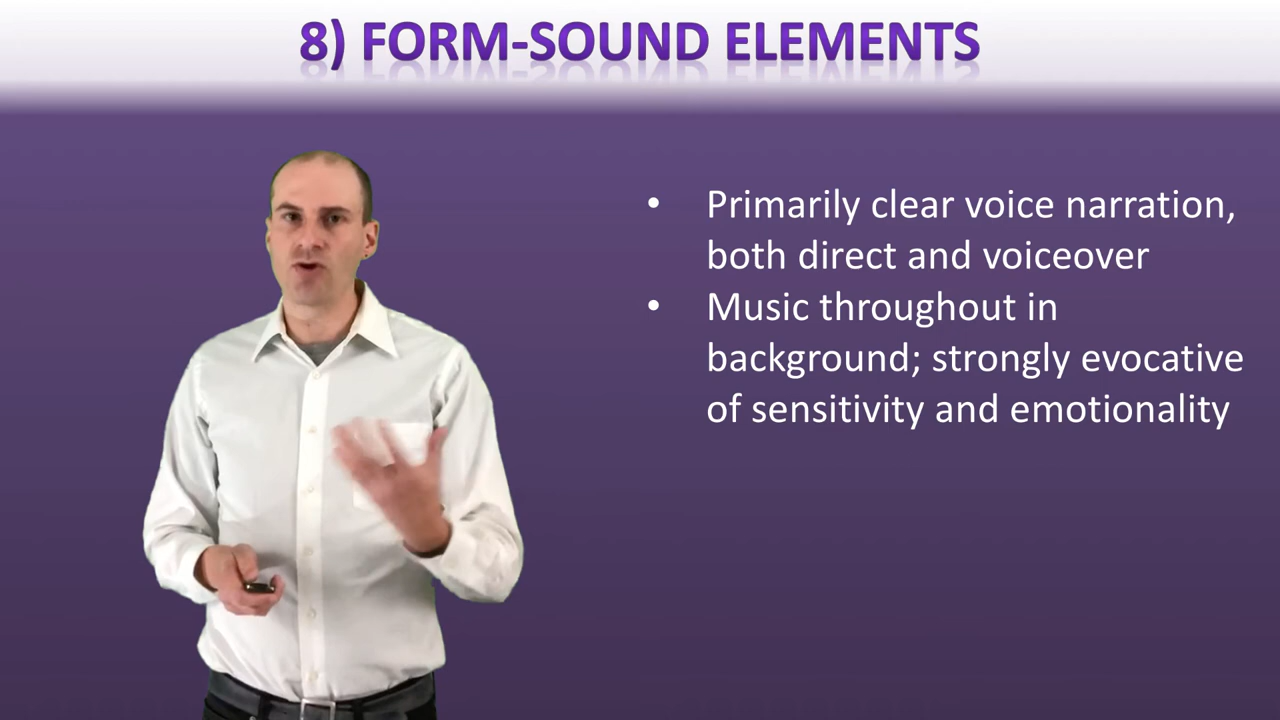 8) FORM-SOUND ELEMENTS
• Primarily clear voice narration,
both direct and voiceover
• Music throughout in
background; strongly evocative
of sensitivity and emotionality